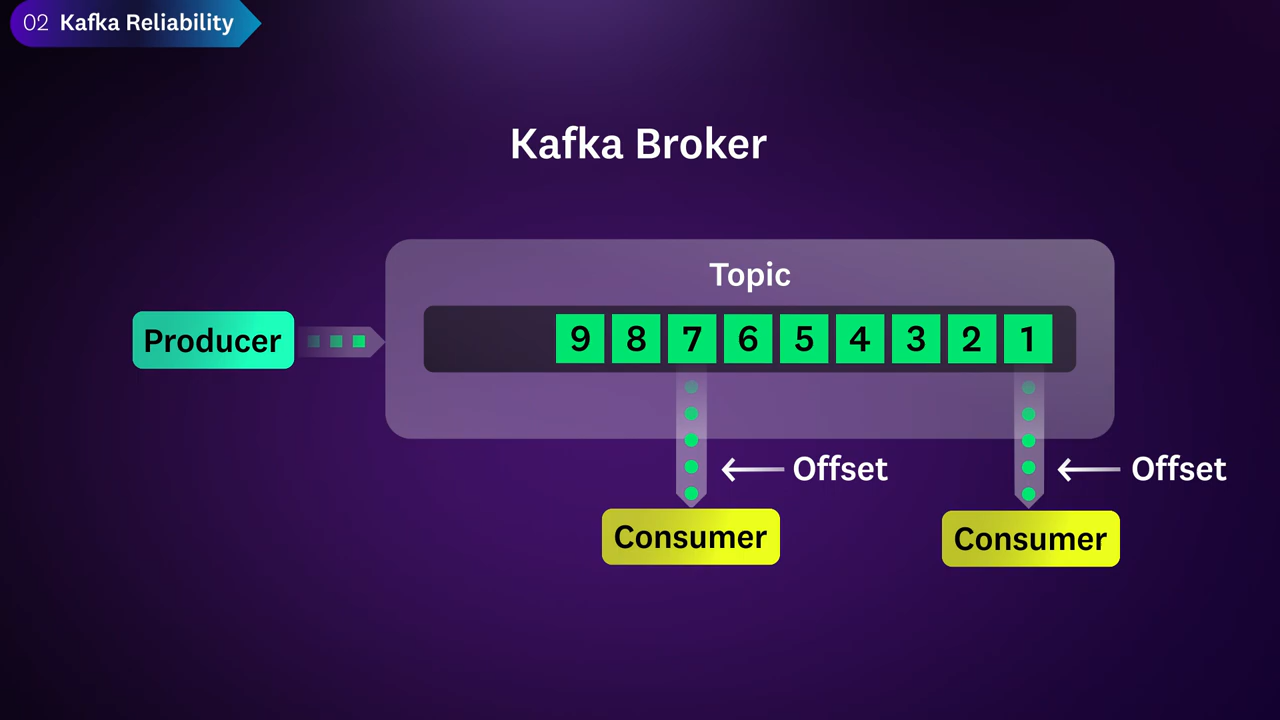 02 Kafka Reliability
Kafka Broker
Topic
Producer
9 8 7 6 5 4 3 2 1
Offset
Offset
Consumer
Consumer